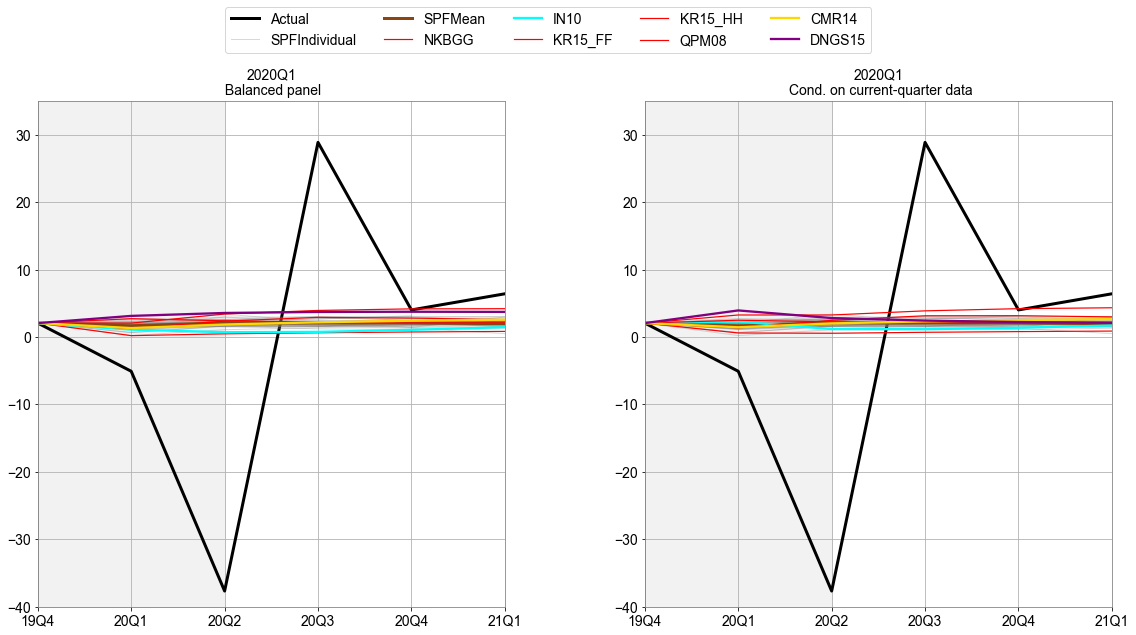 Actual SPFMean IN10 KR15_HH CMR14
SPFIndividual NKBGG KR15_FF QPM08 DNGS15
2020Q1
Balanced panel
30
20
10
0
−10
−20
−30
−40
19Q4 20Q1 20Q2 20Q3 20Q4 21Q1
2020Q1
Cond. on current-quarter data
30
20
10
0
−10
−20
−30
−40
19Q4 20Q1 20Q2 20Q3 20Q4 21Q1